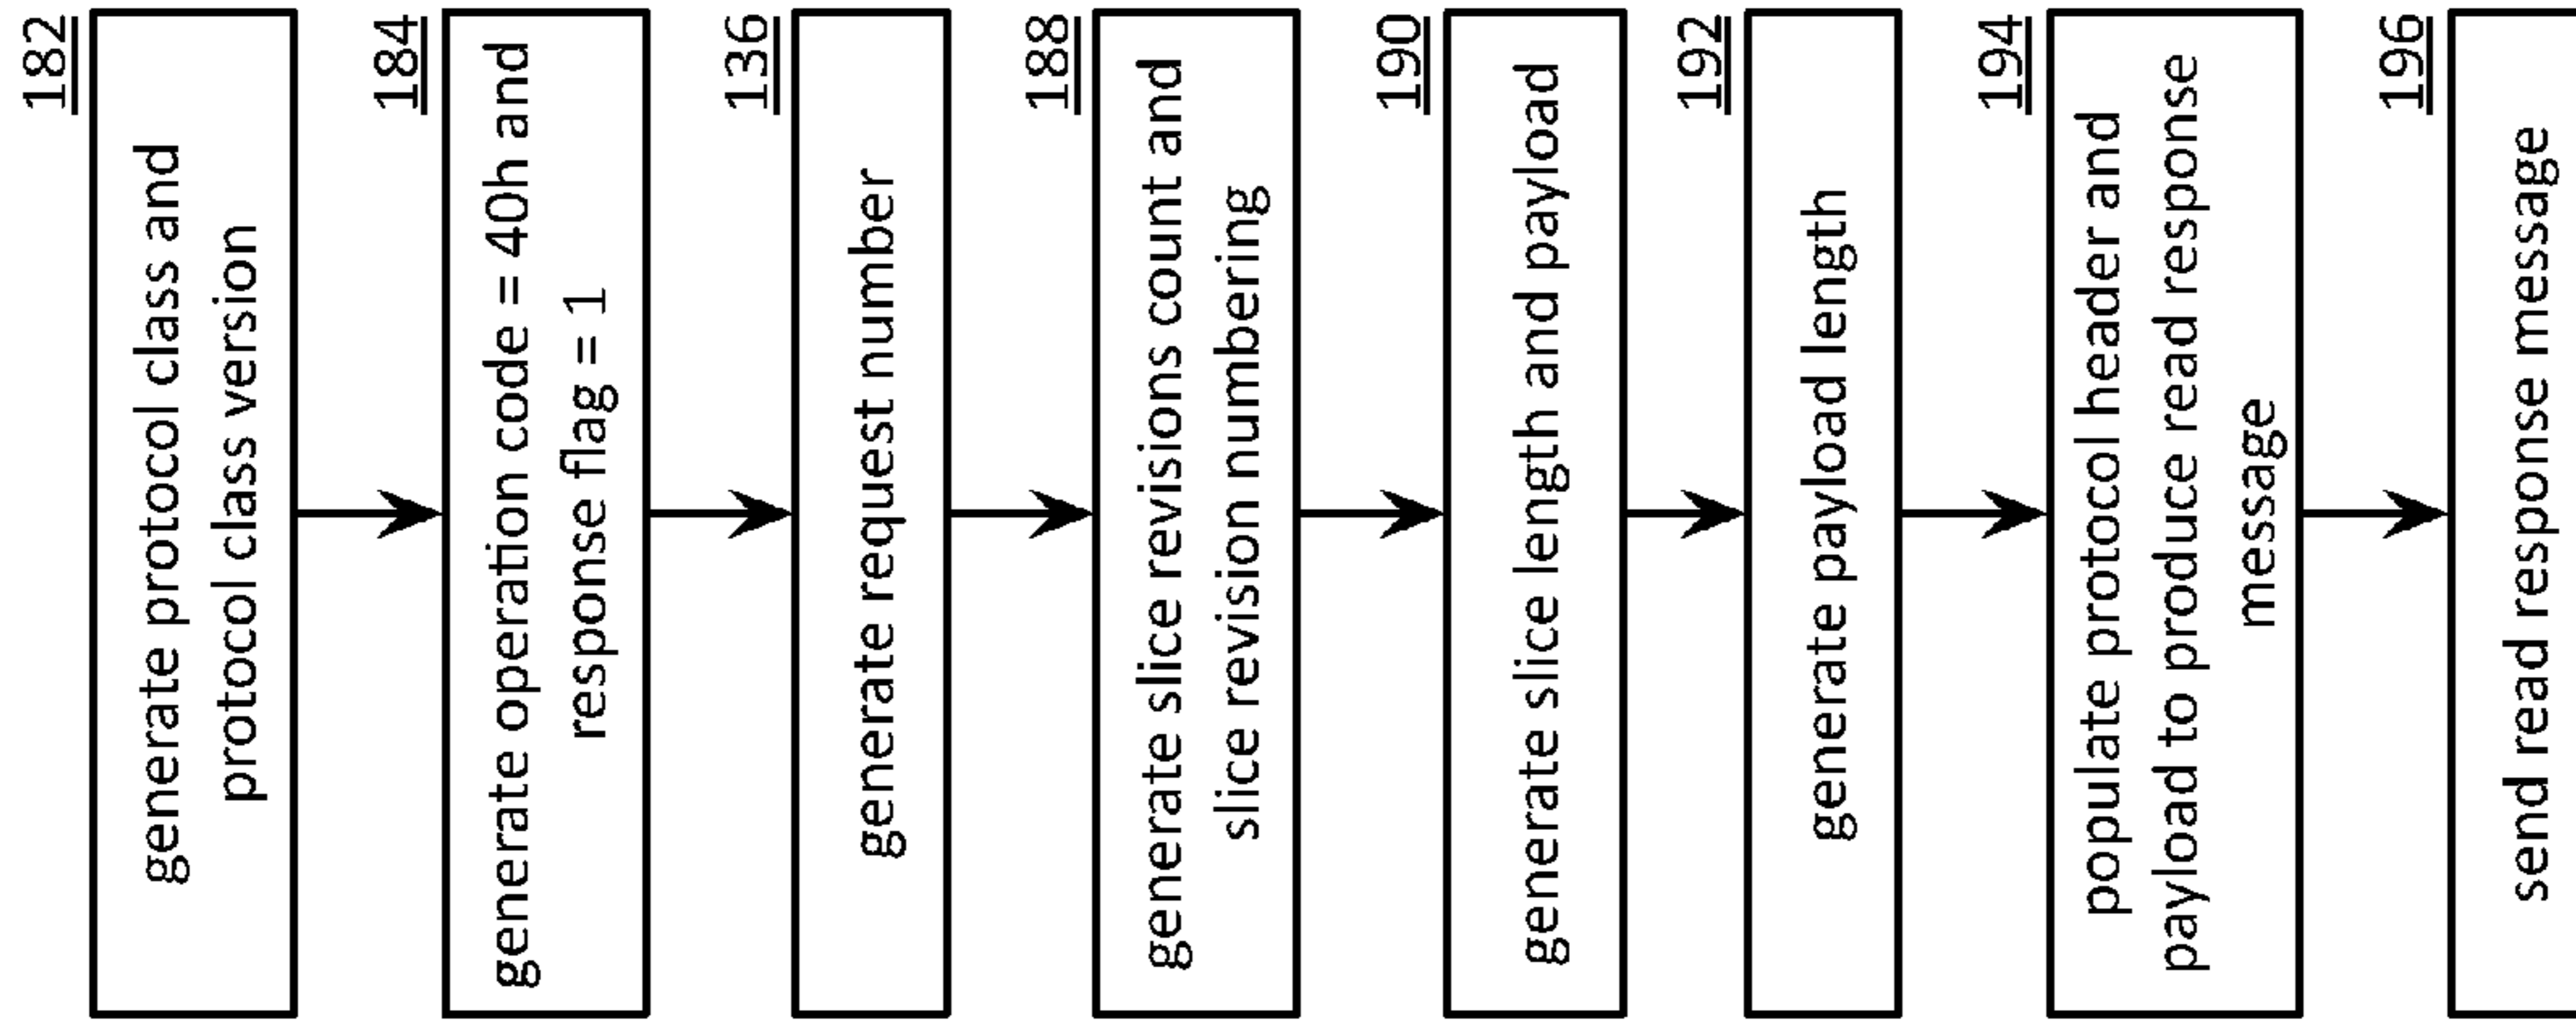 182
generate protocol class and
protocol class version
184
generate operation code = 40h and
response flag = 1
136
generate request number
188
generate slice revisions count and
slice revision numbering
190
generate slice length and payload
192
generate payload length
194
populate protocol header and
payload to produce read response
message
196
send read response message